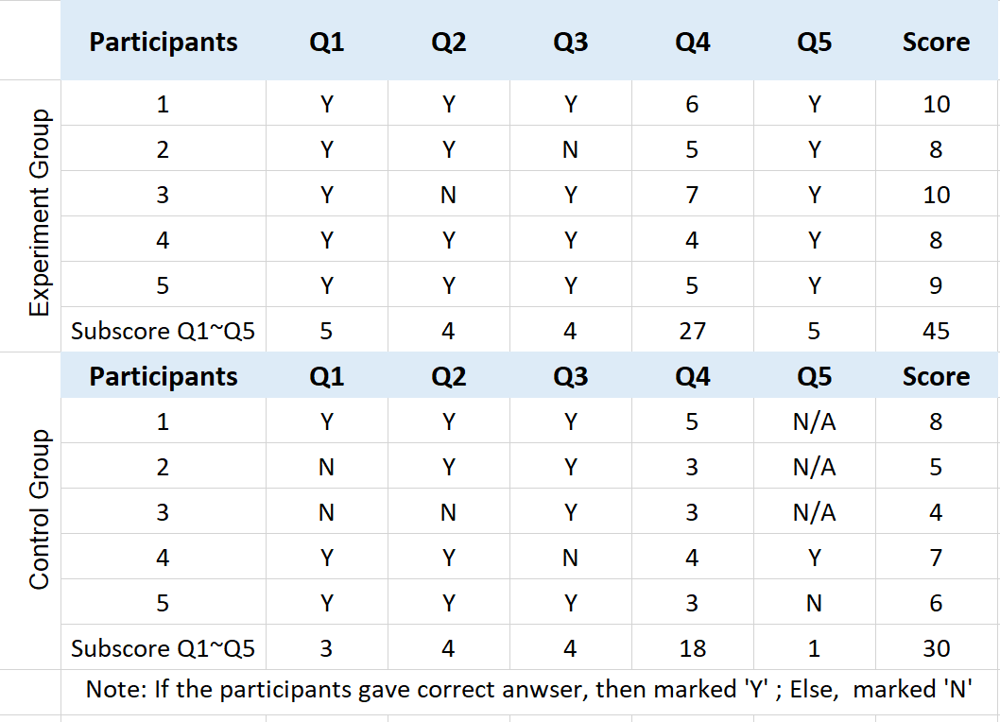 Participants Q1 Q2 Q3 Q4 Q5 Score
Experiment Group
1 Y Y Y 6 Y 10
2 Y Y N 5 Y 8
3 Y N Y 7 Y 10
4 Y Y Y 4 Y 8
5 Y Y Y 5 Y 9
Subscore Q1~Q5 5 4 4 27 5 45
Participants Q1 Q2 Q3 Q4 Q5 Score
Control Group
1 Y Y Y 5 N/A 8
2 N Y Y 3 N/A 5
3 N N Y 3 N/A 4
4 Y Y N 4 Y 7
5 Y Y Y 3 N 6
Subscore Q1~Q5 3 4 4 18 1 30
Note: If the participants gave correct anwser, then marked 'Y' ; Else, marked 'N'